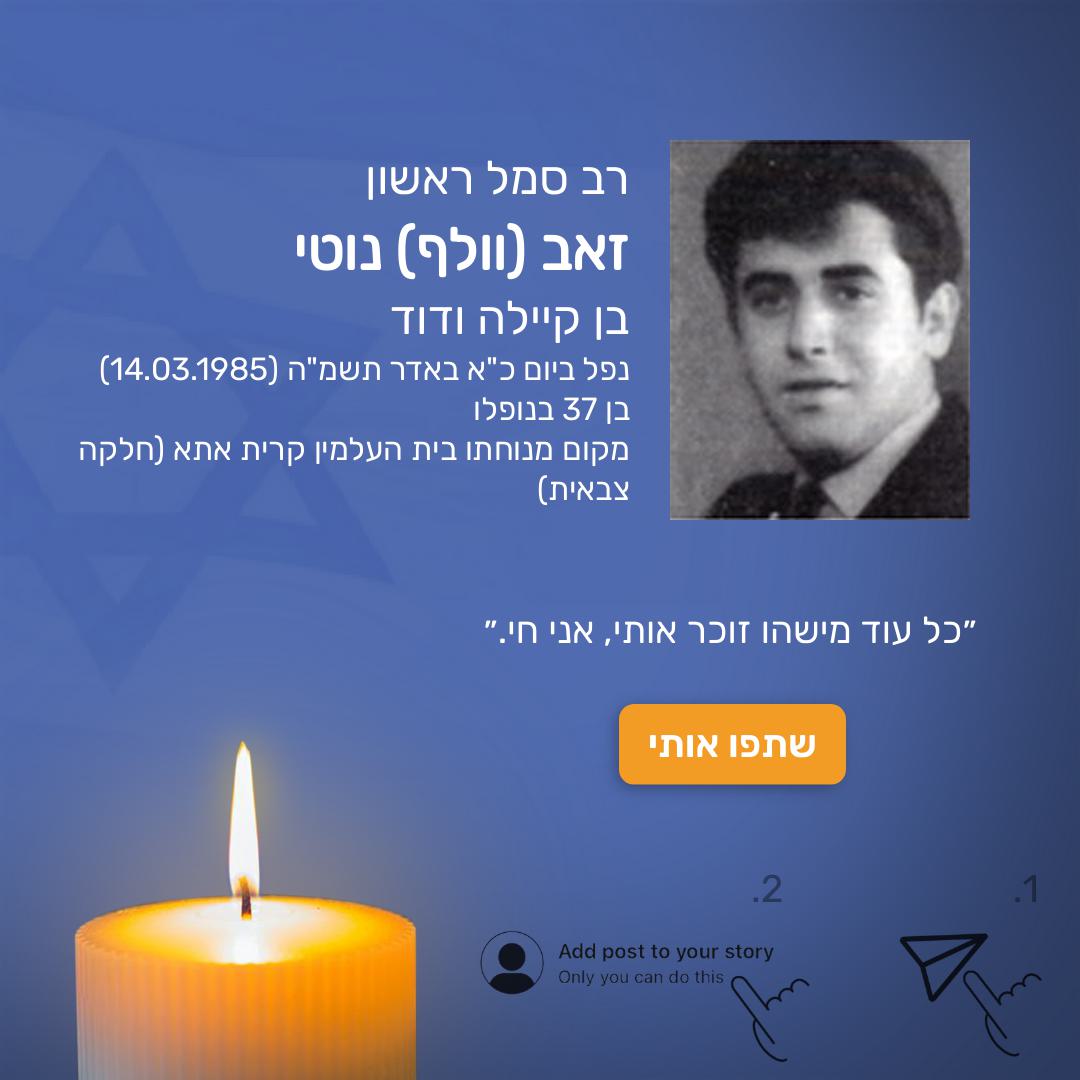 רב סמל ראשון
זאב (וולף) נוטי
בן קיילה ודוד
נפל ביום כ"א באדר תשמ"ה (14.03.1985)
בן 37 בנופלו
מקום מנוחתו בית העלמין קרית אתא (חלקה
צבאית)
״כל עוד מישהו זוכר אותי, אני חי.״
שתפו אותי
.1
.2
Add post to your story
Only you can do this